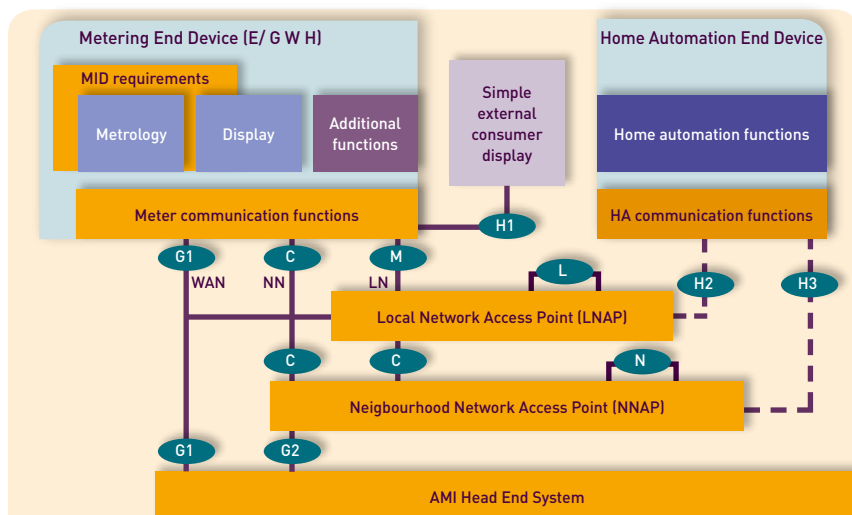 Metering End Device (E/ G W H)
Home Automation End Device
MID requirements
Metrology
Display
Additional
functions
Simple
external
consumer
display
Home automation functions
Meter communication functions
HA communication functions
H1
G1
C
M
WAN
NN
LN
L
H2
H3
Local Network Access Point (LNAP)
C
C
N
Neighbourhood Network Access Point (NNAP)
G1
G2
AMI Head End System